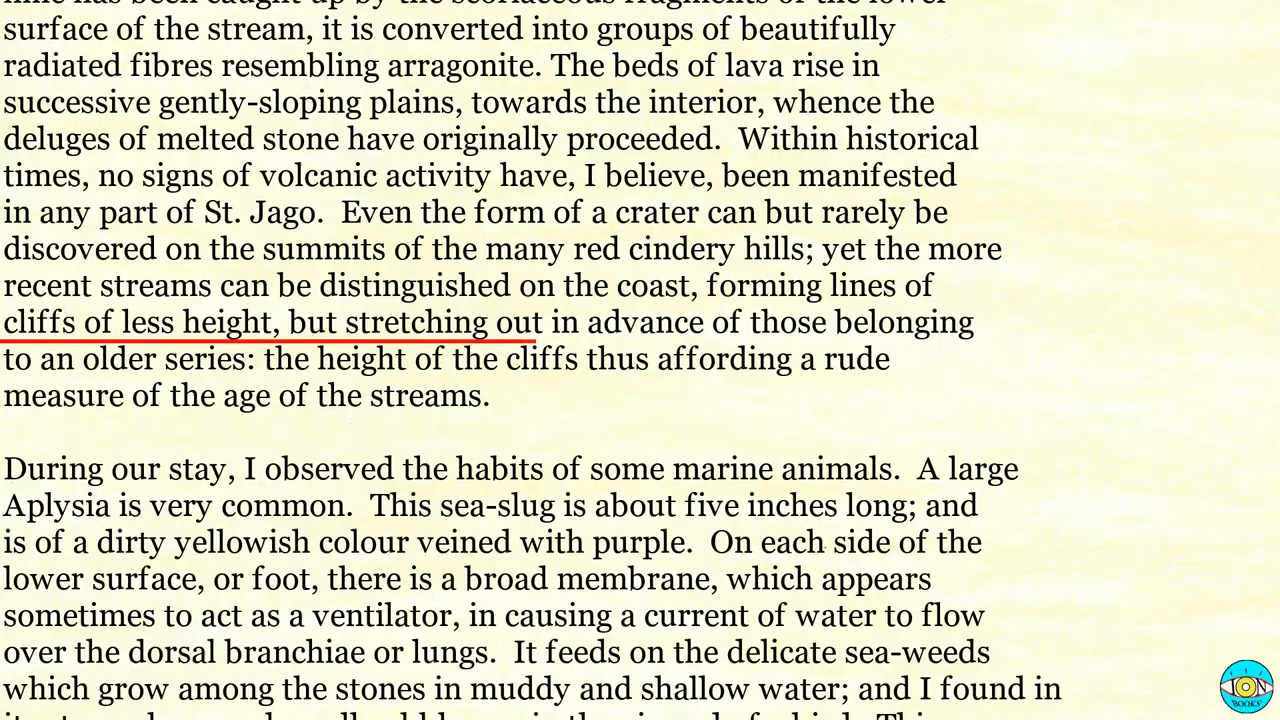 surface of the stream, it is converted into groups of beautifully
radiated fibres resembling arragonite. The beds of lava rise in
successive gently-sloping plains, towards the interior, whence the
deluges of melted stone have originally proceeded.  Within historical
times, no signs of volcanic activity have, I believe, been manifested
in any part of St. Jago.  Even the form of a crater can but rarely be
discovered on the summits of the many red cindery hills; yet the more
recent streams can be distinguished on the coast, forming lines of
cliffs of less height, but stretching out in advance of those belonging
to an older series: the height of the cliffs thus affording a rude
measure of the age of the streams.
During our stay, I observed the habits of some marine animals.  A large
Aplysia is very common.  This sea-slug is about five inches long; and
is of a dirty yellowish colour veined with purple.  On each side of the
lower surface, or foot, there is a broad membrane, which appears
sometimes to act as a ventilator, in causing a current of water to flow
over the dorsal branchiae or lungs.  It feeds on the delicate sea-weeds
which grow among the stones in muddy and shallow water; and I found in
ION
BOOKS